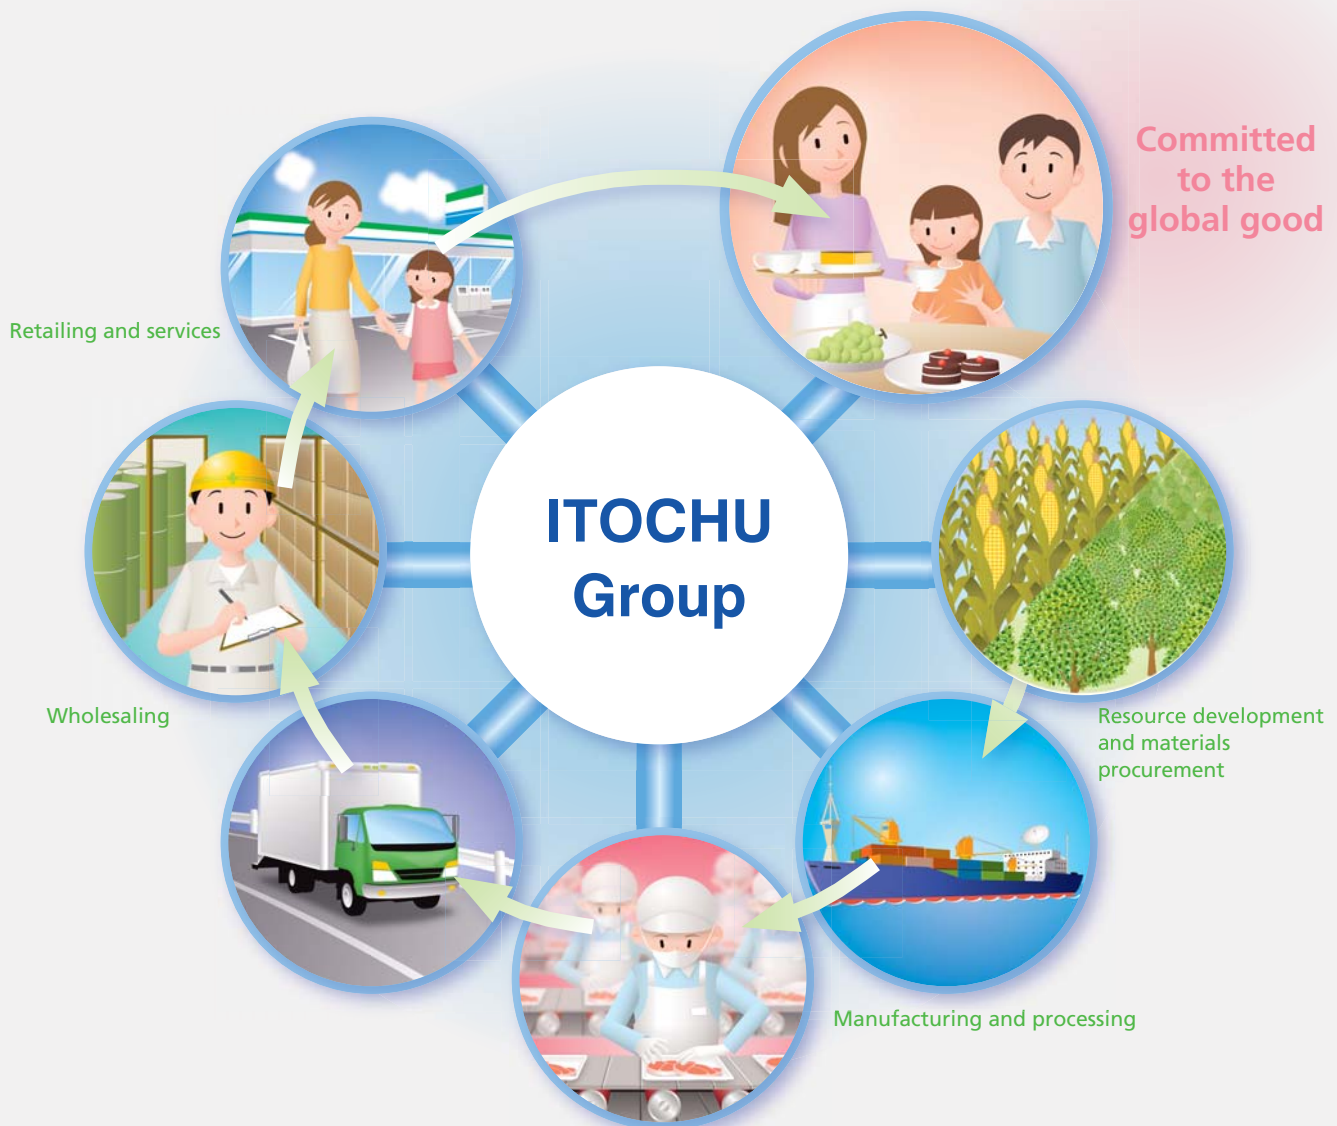 Committed
to the
global good
Retailing and services
ITOCHU
Group
Wholesaling
Resource development
and materials
procurement
Manufacturing and processing